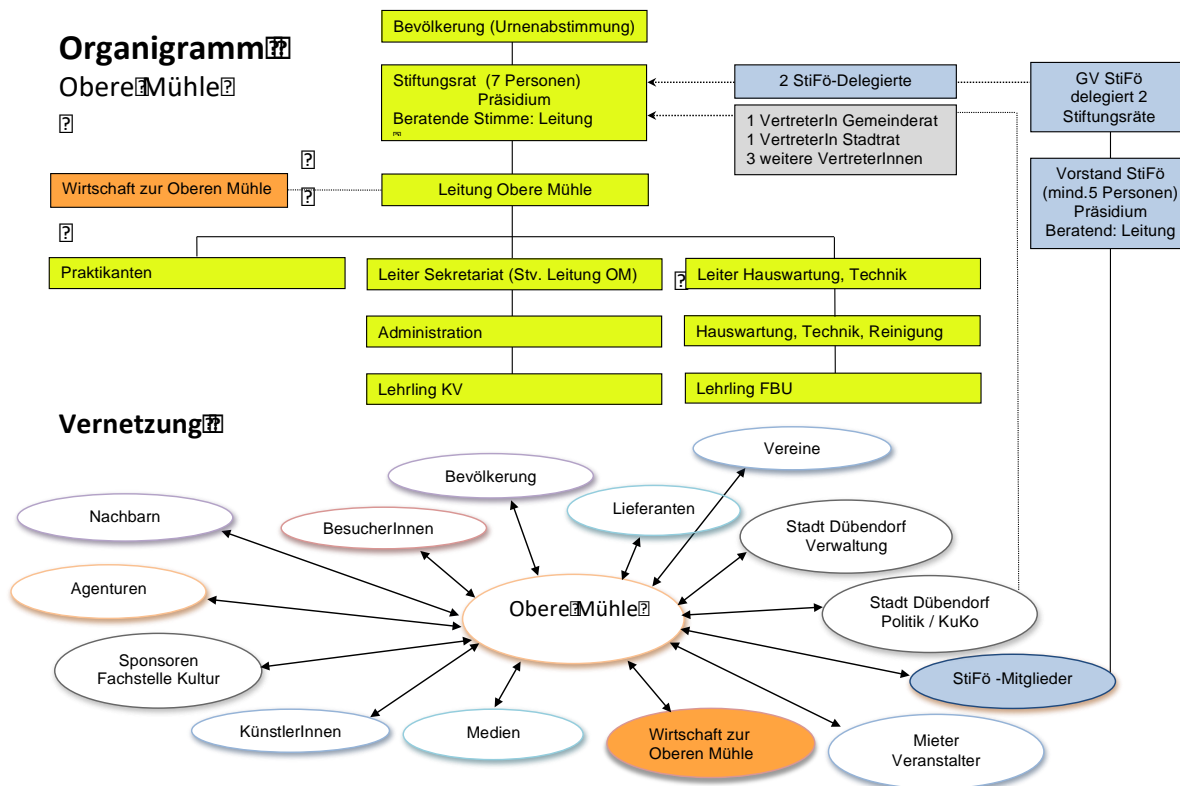 Organigramm
Obere Mühle
Bevölkerung (Urnenabstimmung)
Stiftungsrat (7 Personen)
Präsidium
Beratende Stimme: Leitung
2 StiFö-Delegierte
1 VertreterIn Gemeinderat
1 VertreterIn Stadtrat
3 weitere VertreterInnen
GV StiFö
delegiert 2
Stiftungsräte
Vorstand StiFö
(mind.5 Personen)
Präsidium
Beratend: Leitung
Wirtschaft zur Oberen Mühle
Leitung Obere Mühle
Praktikanten
Leiter Sekretariat (Stv. Leitung OM)
Leiter Hauswartung, Technik
Administration
Hauswartung, Technik, Reinigung
Lehrling KV
Lehrling FBU
Vernetzung
Vereine
Bevölkerung
Lieferanten
Nachbarn
BesucherInnen
Stadt Dübendorf
Verwaltung
Agenturen
Obere Mühle
Stadt Dübendorf
Politik / KuKo
Sponsoren
Fachstelle Kultur
StiFö -Mitglieder
KünstlerInnen
Medien
Wirtschaft zur
Oberen Mühle
Mieter
Veranstalter